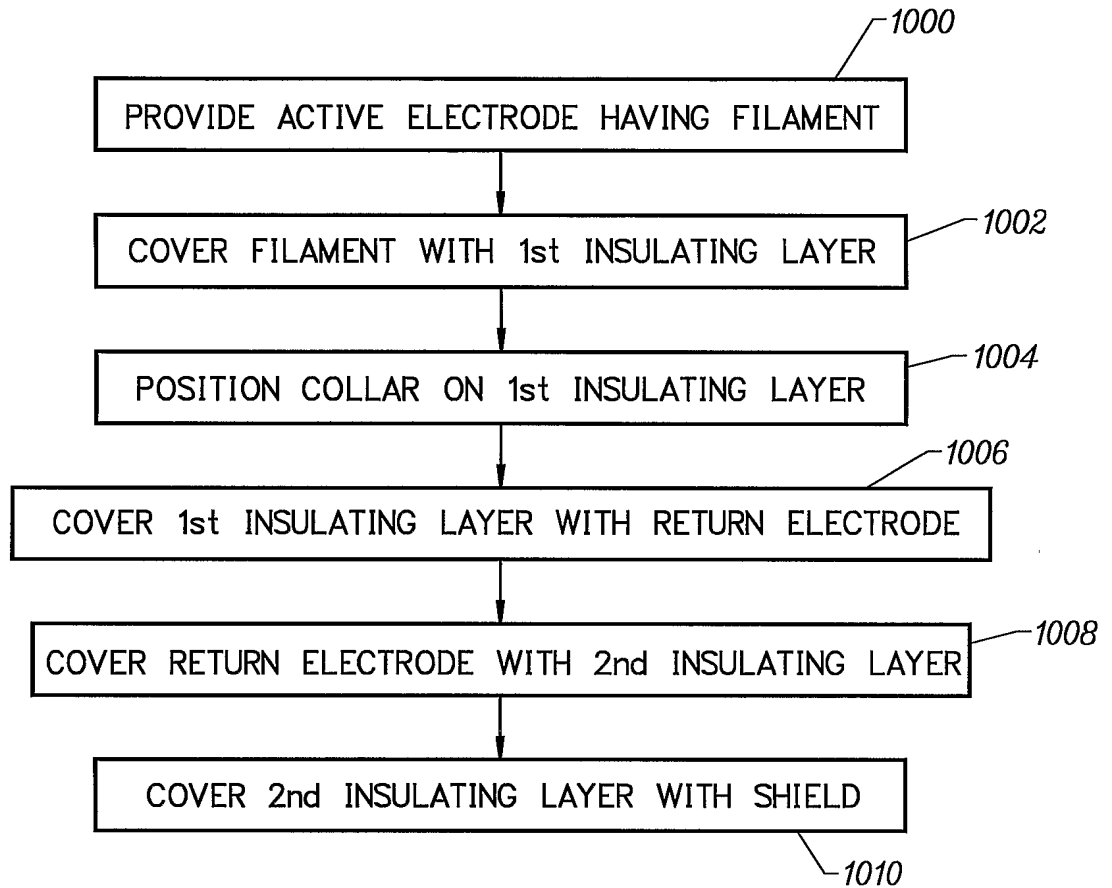 1000
PROVIDE ACTIVE ELECTRODE HAVING FILAMENT
1002
COVER FILAMENT WITH 1st INSULATING LAYER
1004
POSITION COLLAR ON 1st INSULATING LAYER
1006
COVER 1st INSULATING LAYER WITH RETURN ELECTRODE
1008
COVER RETURN ELECTRODE WITH 2nd INSULATING LAYER
COVER 2nd INSULATING LAYER WITH SHIELD
1010